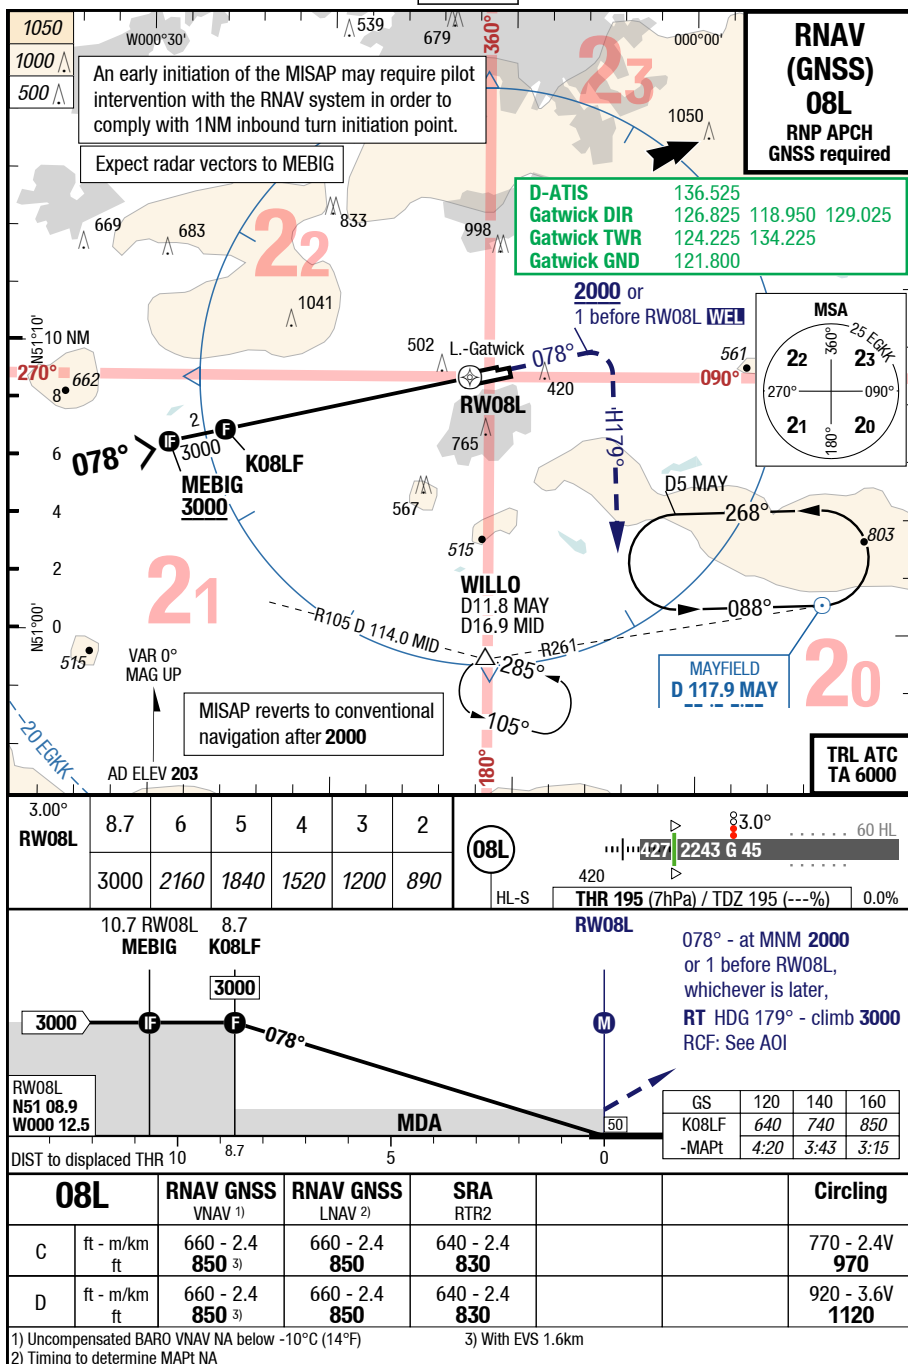 1050
1000
500
W000°30'
539
679
360°
000°00'
RNAV
(GNSS)
08L
RNP APCH
GNSS required
An early initiation of the MISAP may require pilot
intervention with the RNAV system in order to
comply with 1NM inbound turn initiation point.
Expect radar vectors to MEBIG
23
1050
D-ATIS 136.525
Gatwick DIR 126.825 118.950 129.025
Gatwick TWR 124.225 134.225
Gatwick GND 121.800
669
683
833
998
22
1041
2000 or
1 before RW08L WEL
MSA
25 EGKK
22
23
360°
270°
090°
21
20
180°
N51°10'
10 NM
270°
662
8
502
L.-Gatwick
078°
420
561
090°
RW08L
2
6
078°
IF
3000
F
K08LF
MEBIG
3000
765
H179°
567
D5 MAY
268°
803
4
515
2
21
WILLO
D11.8 MAY
D16.9 MID
088°
0
N51°00'
R105 D 114.0 MID
R261
515
VAR 0°
MAG UP
285°
105°
MAYFIELD
D 117.9 MAY
20
MISAP reverts to conventional
navigation after 2000
20 EGKK
AD ELEV 203
180°
TRL ATC
TA 6000
3.00°
RW08L
8.7 6 5 4 3 2
3000 2160 1840 1520 1200 890
08L
HL-S
3.0°
60 HL
427 2243 G 45
420
THR 195 (7hPa) / TDZ 195 (---%)
0.0%
10.7 RW08L
MEBIG
8.7
K08LF
RW08L
3000
3000
IF
F
078°
M
078° - at MNM 2000
or 1 before RW08L,
whichever is later,
RT HDG 179° - climb 3000
RCF: See AOI
RW08L
N51 08.9
W000 12.5
MDA
50
GS 120 140 160
K08LF 640 740 850
-MAPt 4:20 3:43 3:15
DIST to displaced THR 10 8.7 5 0
08L
RNAV GNSS
VNAV 1)
RNAV GNSS
LNAV 2)
SRA
RTR2
Circling
C
ft - m/km
ft
660 - 2.4
850 3)
660 - 2.4
850
640 - 2.4
830
770 - 2.4V
970
D
ft - m/km
ft
660 - 2.4
850 3)
660 - 2.4
850
640 - 2.4
830
920 - 3.6V
1120
1) Uncompensated BARO VNAV NA below -10°C (14°F)
3) With EVS 1.6km
2) Timing to determine MAPt NA